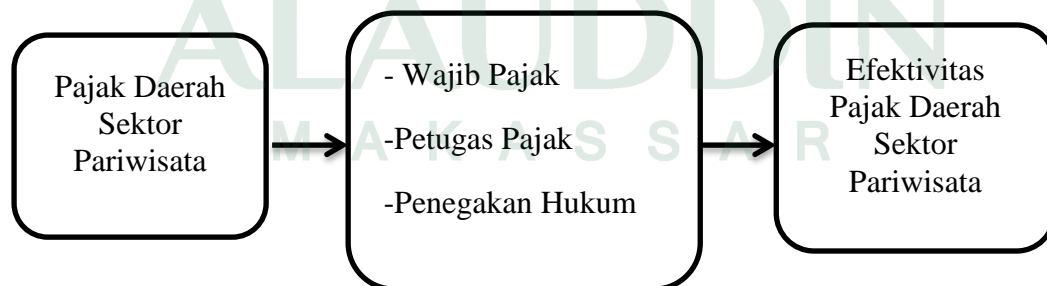 ALAUDDIN
MAKASSAR
Pajak Daerah
Sektor
Pariwisata
- Wajib Pajak
-Petugas Pajak
-Penegakan Hukum
Efektivitas
Pajak Daerah
Sektor
Pariwisata